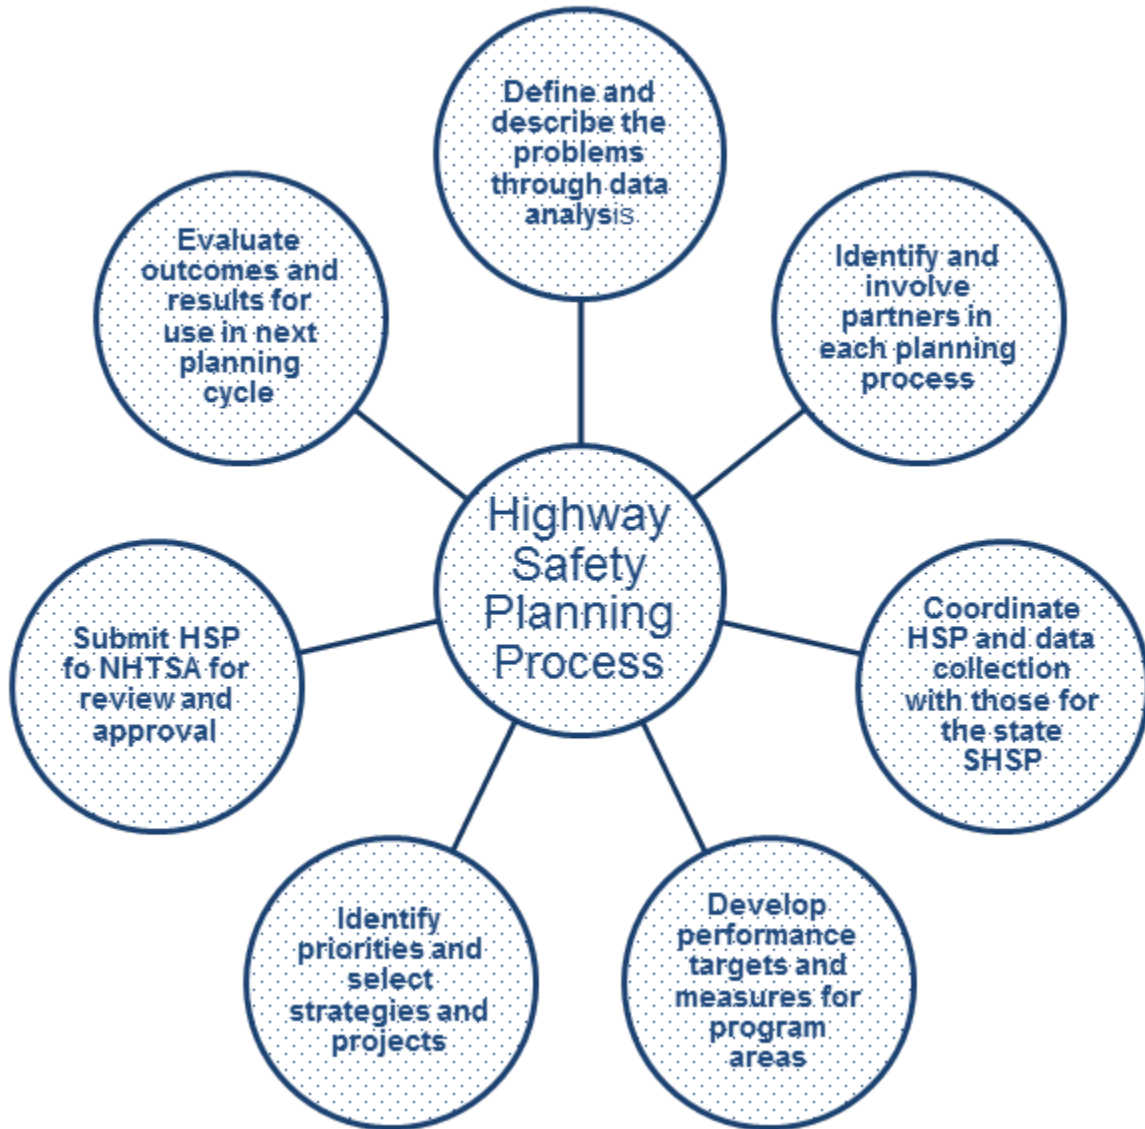 Define and
describe the
problems
through data
analysis
Identify and
involve
partners in
each planning
process
Coordinate
HSP and data
collection
with those for
the state
SHSP
Develop
performance
targets and
measures for
program
areas
Identify
priorities and
select
strategies and
projects
Submit HSP
fo NHTSA for
review and
approval
Evaluate
outcomes and
results for
use in next
planning
cycle
Highway
Safety
Planning
Process